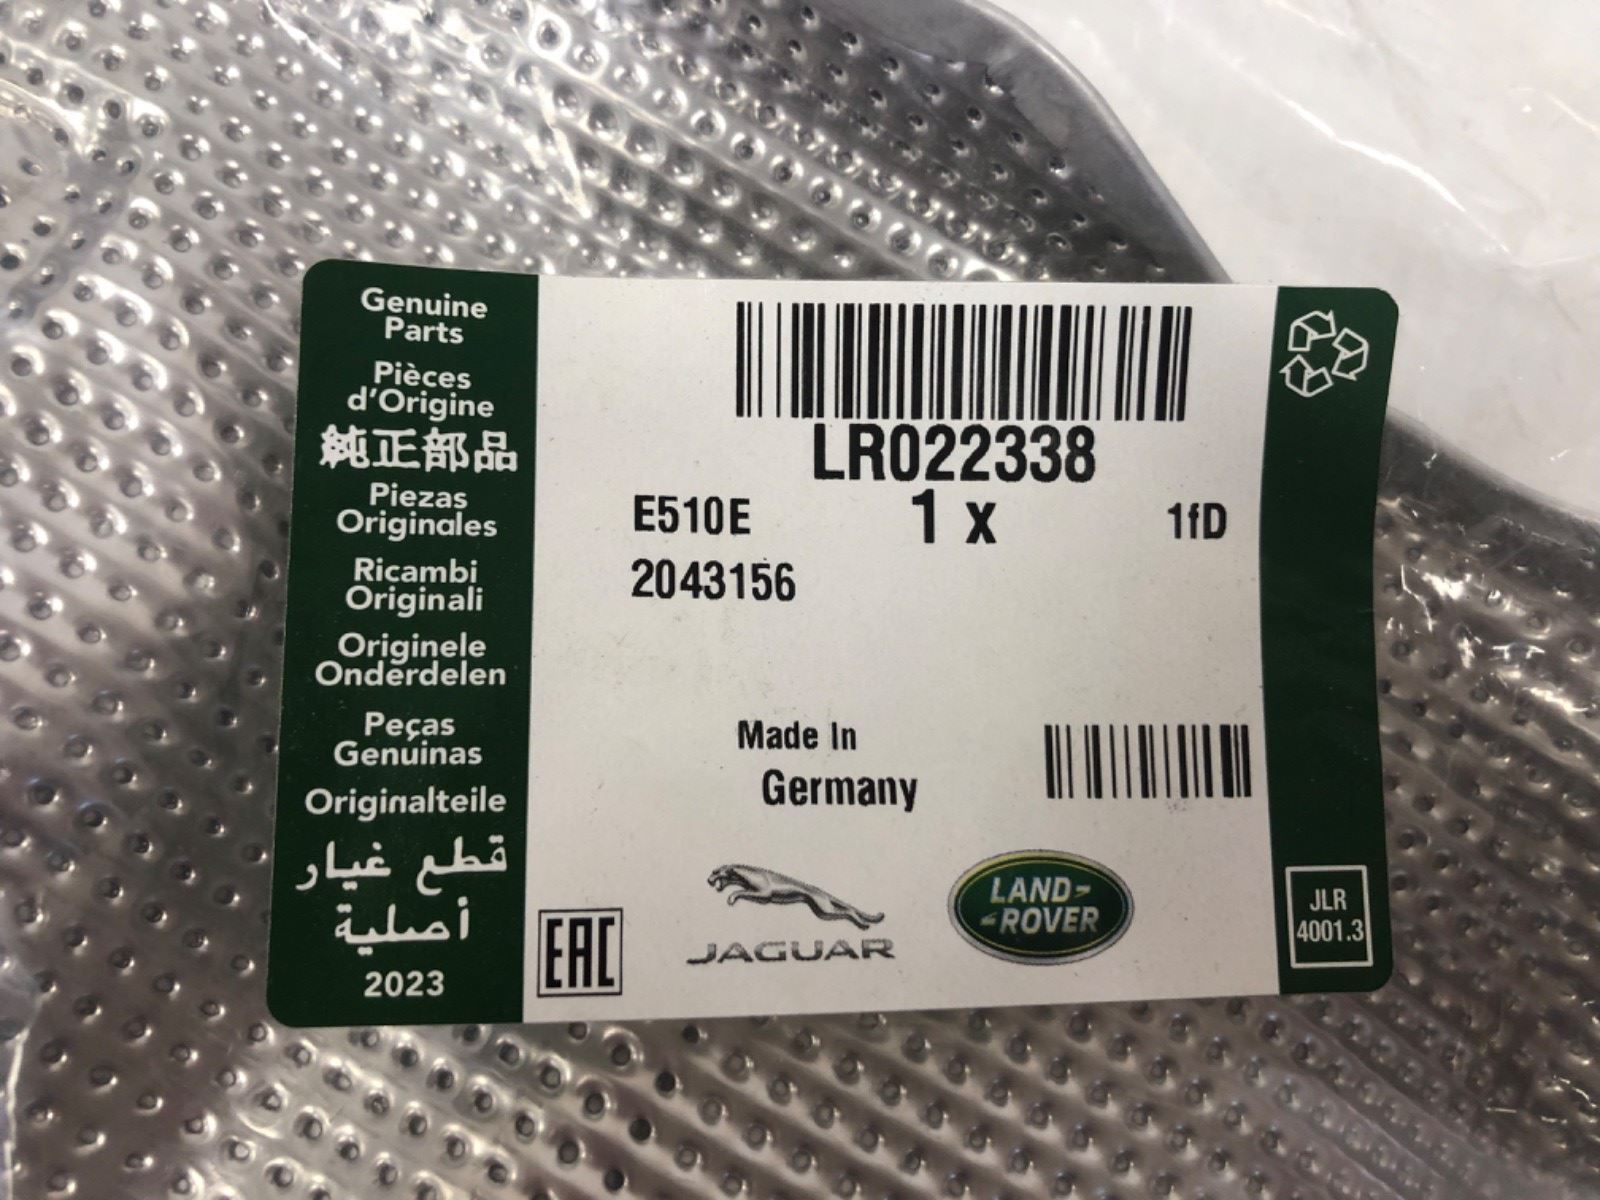 Genuine
Parts
Pièces
d'Origine
純正部品
Piezas
Originales
Ricambi
Originali
Originele
Onderdelen
Peças
Genuinas
Originalteile
قطع غيار
أصلية
2023
LR022338
E510E 1 x 1fD
2043156
Made In
Germany
EAC
JAGUAR
LAND-
-ROVER
JLR
4001.3